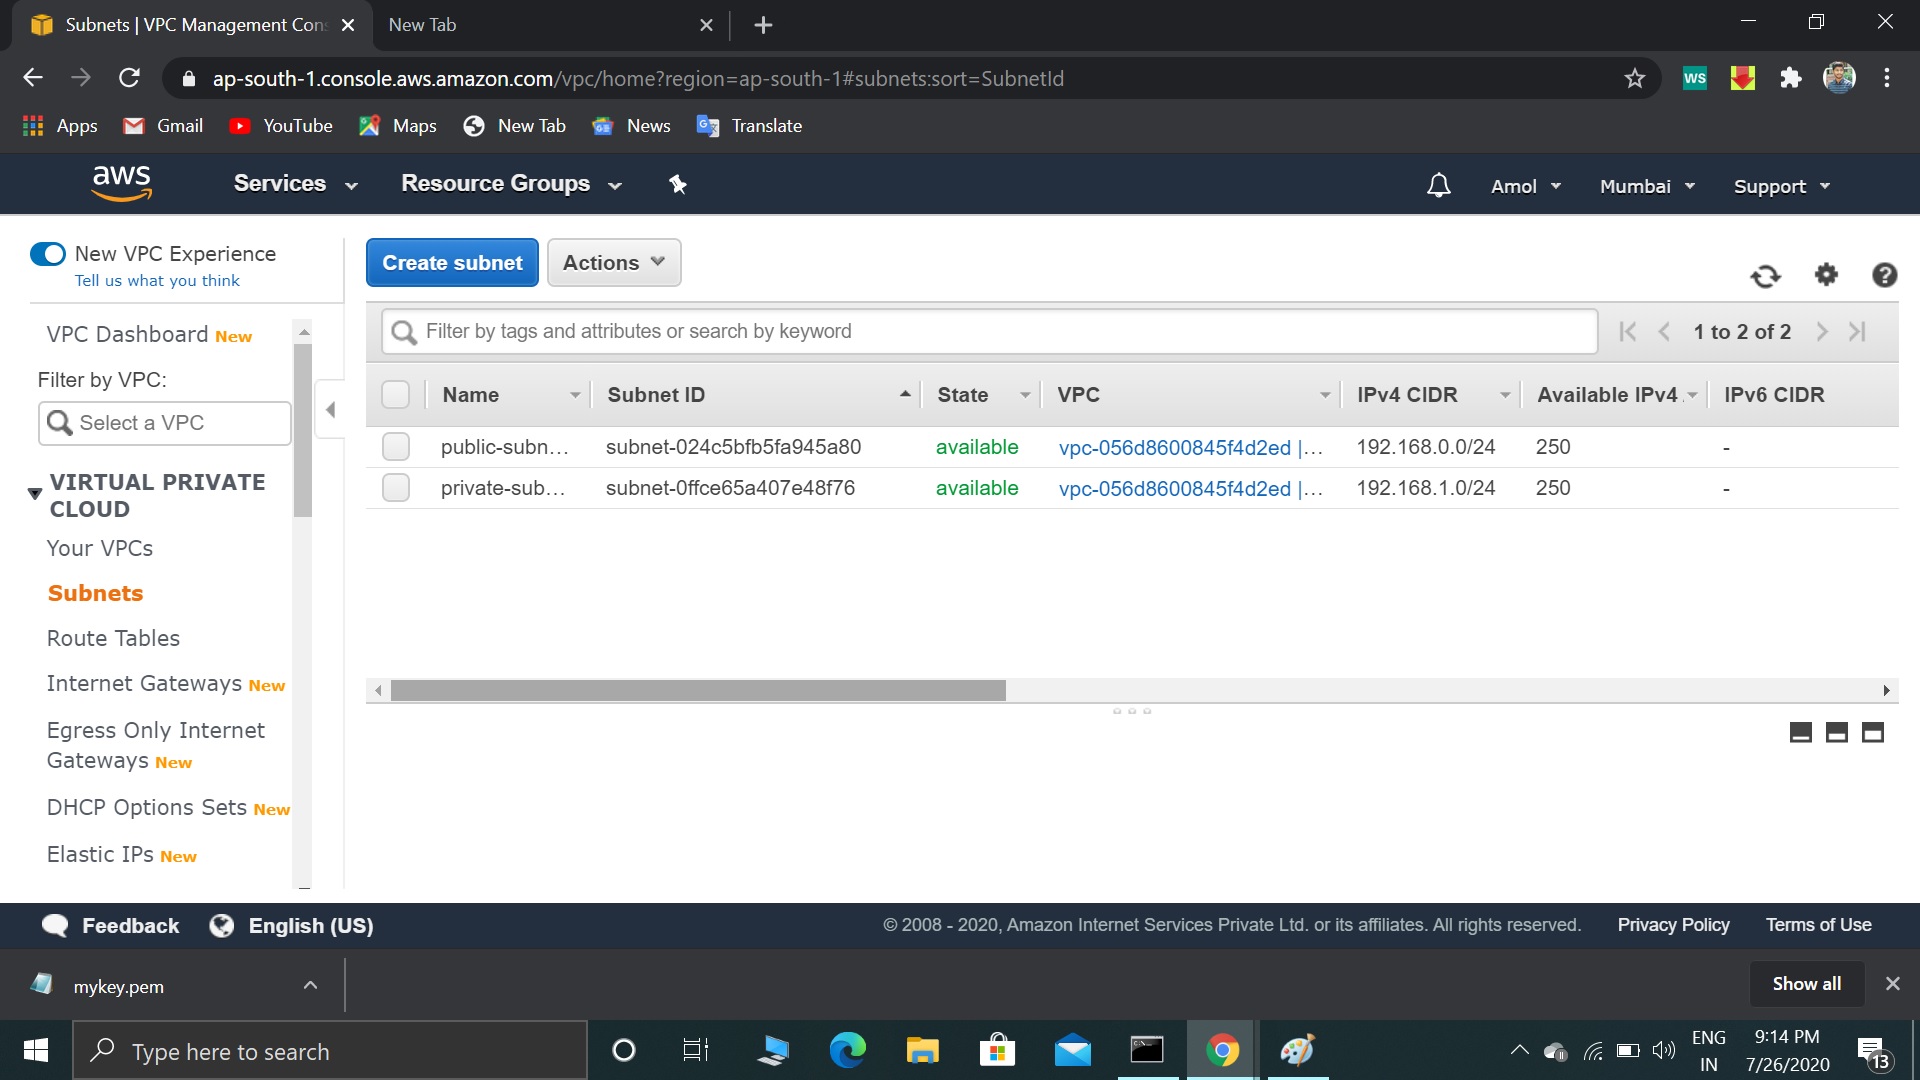 Subnets | VPC Management Con
New Tab
ap-south-1.console.aws.amazon.com/vpc/home?region=ap-south-1#subnets:sort=SubnetId
WS
Apps
Gmail
YouTube
Maps
New Tab
News
Translate
aws
Services
Resource Groups
Amol
Mumbai
Support
New VPC Experience
Tell us what you think
VPC Dashboard New
Filter by VPC:
Select a VPC
VIRTUAL PRIVATE
CLOUD
Your VPCs
Subnets
Route Tables
Internet Gateways New
Egress Only Internet
Gateways New
DHCP Options Sets New
Elastic IPs New
Create subnet
Actions
Filter by tags and attributes or search by keyword
1 to 2 of 2
Name Subnet ID State VPC IPv4 CIDR Available IPv4 IPv6 CIDR
public-subn... subnet-024c5bfb5fa945a80 available vpc-056d8600845f4d2ed |... 192.168.0.0/24 250 -
private-sub... subnet-0ffce65a407e48f76 available vpc-056d8600845f4d2ed |... 192.168.1.0/24 250 -
Feedback
English (US)
© 2008 - 2020, Amazon Internet Services Private Ltd. or its affiliates. All rights reserved.
Privacy Policy
Terms of Use
mykey.pem
Show all
Type here to search
ENG
IN
9:14 PM
7/26/2020
13